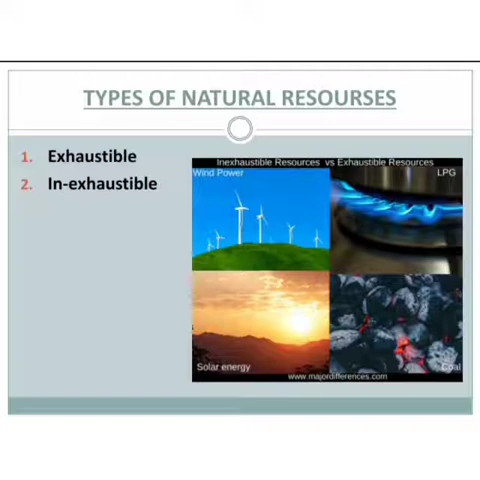 TYPES OF NATURAL RESOURSES
1. Exhaustible
2. In-exhaustible
Inexhaustible Resources vs Exhaustible Resources
Wind Power
LPG
Solar energy
Coal
www.majordifferences.com